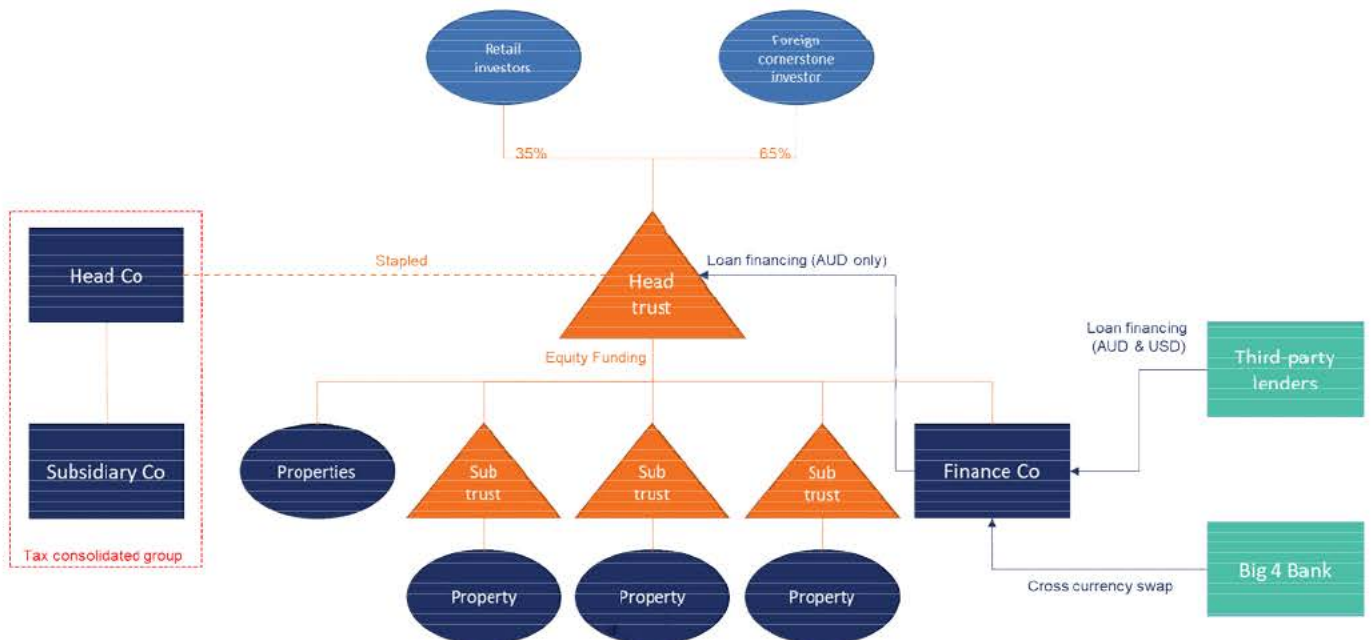 Retail
investors
Foreign
cornerstone
investor
35%
65%
Head Co
Stapled
Head
trust
Loan financing (AUD only)
Loan financing
(AUD & USD)
Third-party
lenders
Equity Funding
Subsidiary Co
Properties
Sub
trust
Sub
trust
Sub
trust
Finance Co
Tax consolidated group
Property
Property
Property
Cross currency swap
Big 4 Bank